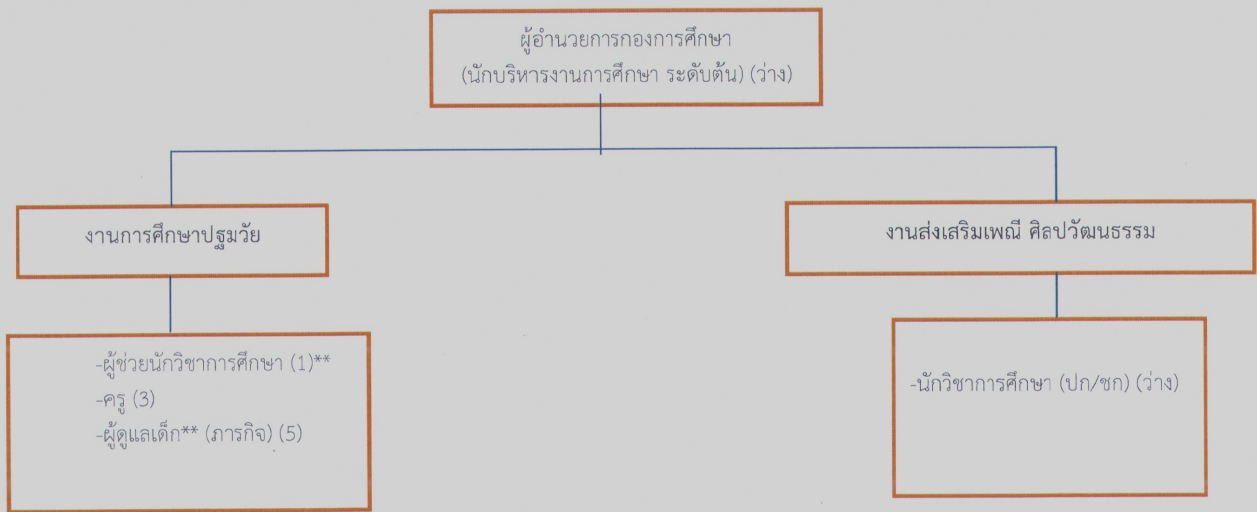 ผู้อำนวยการกองการศึกษา
(นักบริหารงานการศึกษา ระดับต้น) (ว่าง)
งานการศึกษาปฐมวัย
งานส่งเสริมเพณี ศิลปวัฒนธรรม
-ผู้ช่วยนักวิชาการศึกษา (1)**
-ครู (3)
-ผู้ดูแลเด็ก** (ภารกิจ) (5)
-นักวิชาการศึกษา (ปก/ชก) (ว่าง)